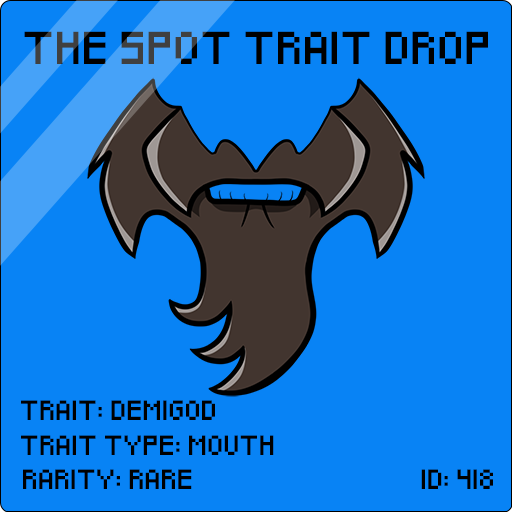 THE SPOT TRAIT DROP
TRAIT: DEMIGOD
TRAIT TYPE: MOUTH
RARITY: RARE
ID: 418